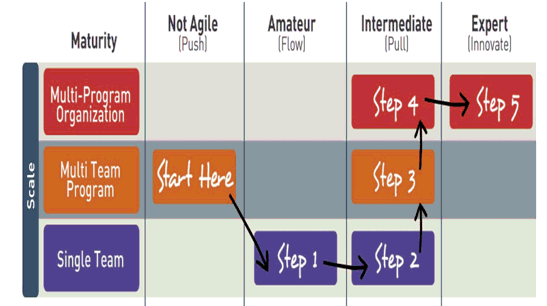 Maturity
Not Agile
(Push)
Amateur
(Flow)
Intermediate
(Pull)
Expert
(Innovate)
Scale
Multi-Program
Organization
Step 4
Step 5
Multi Team
Program
Start Here
Step 3
Single Team
Step 1
Step 2